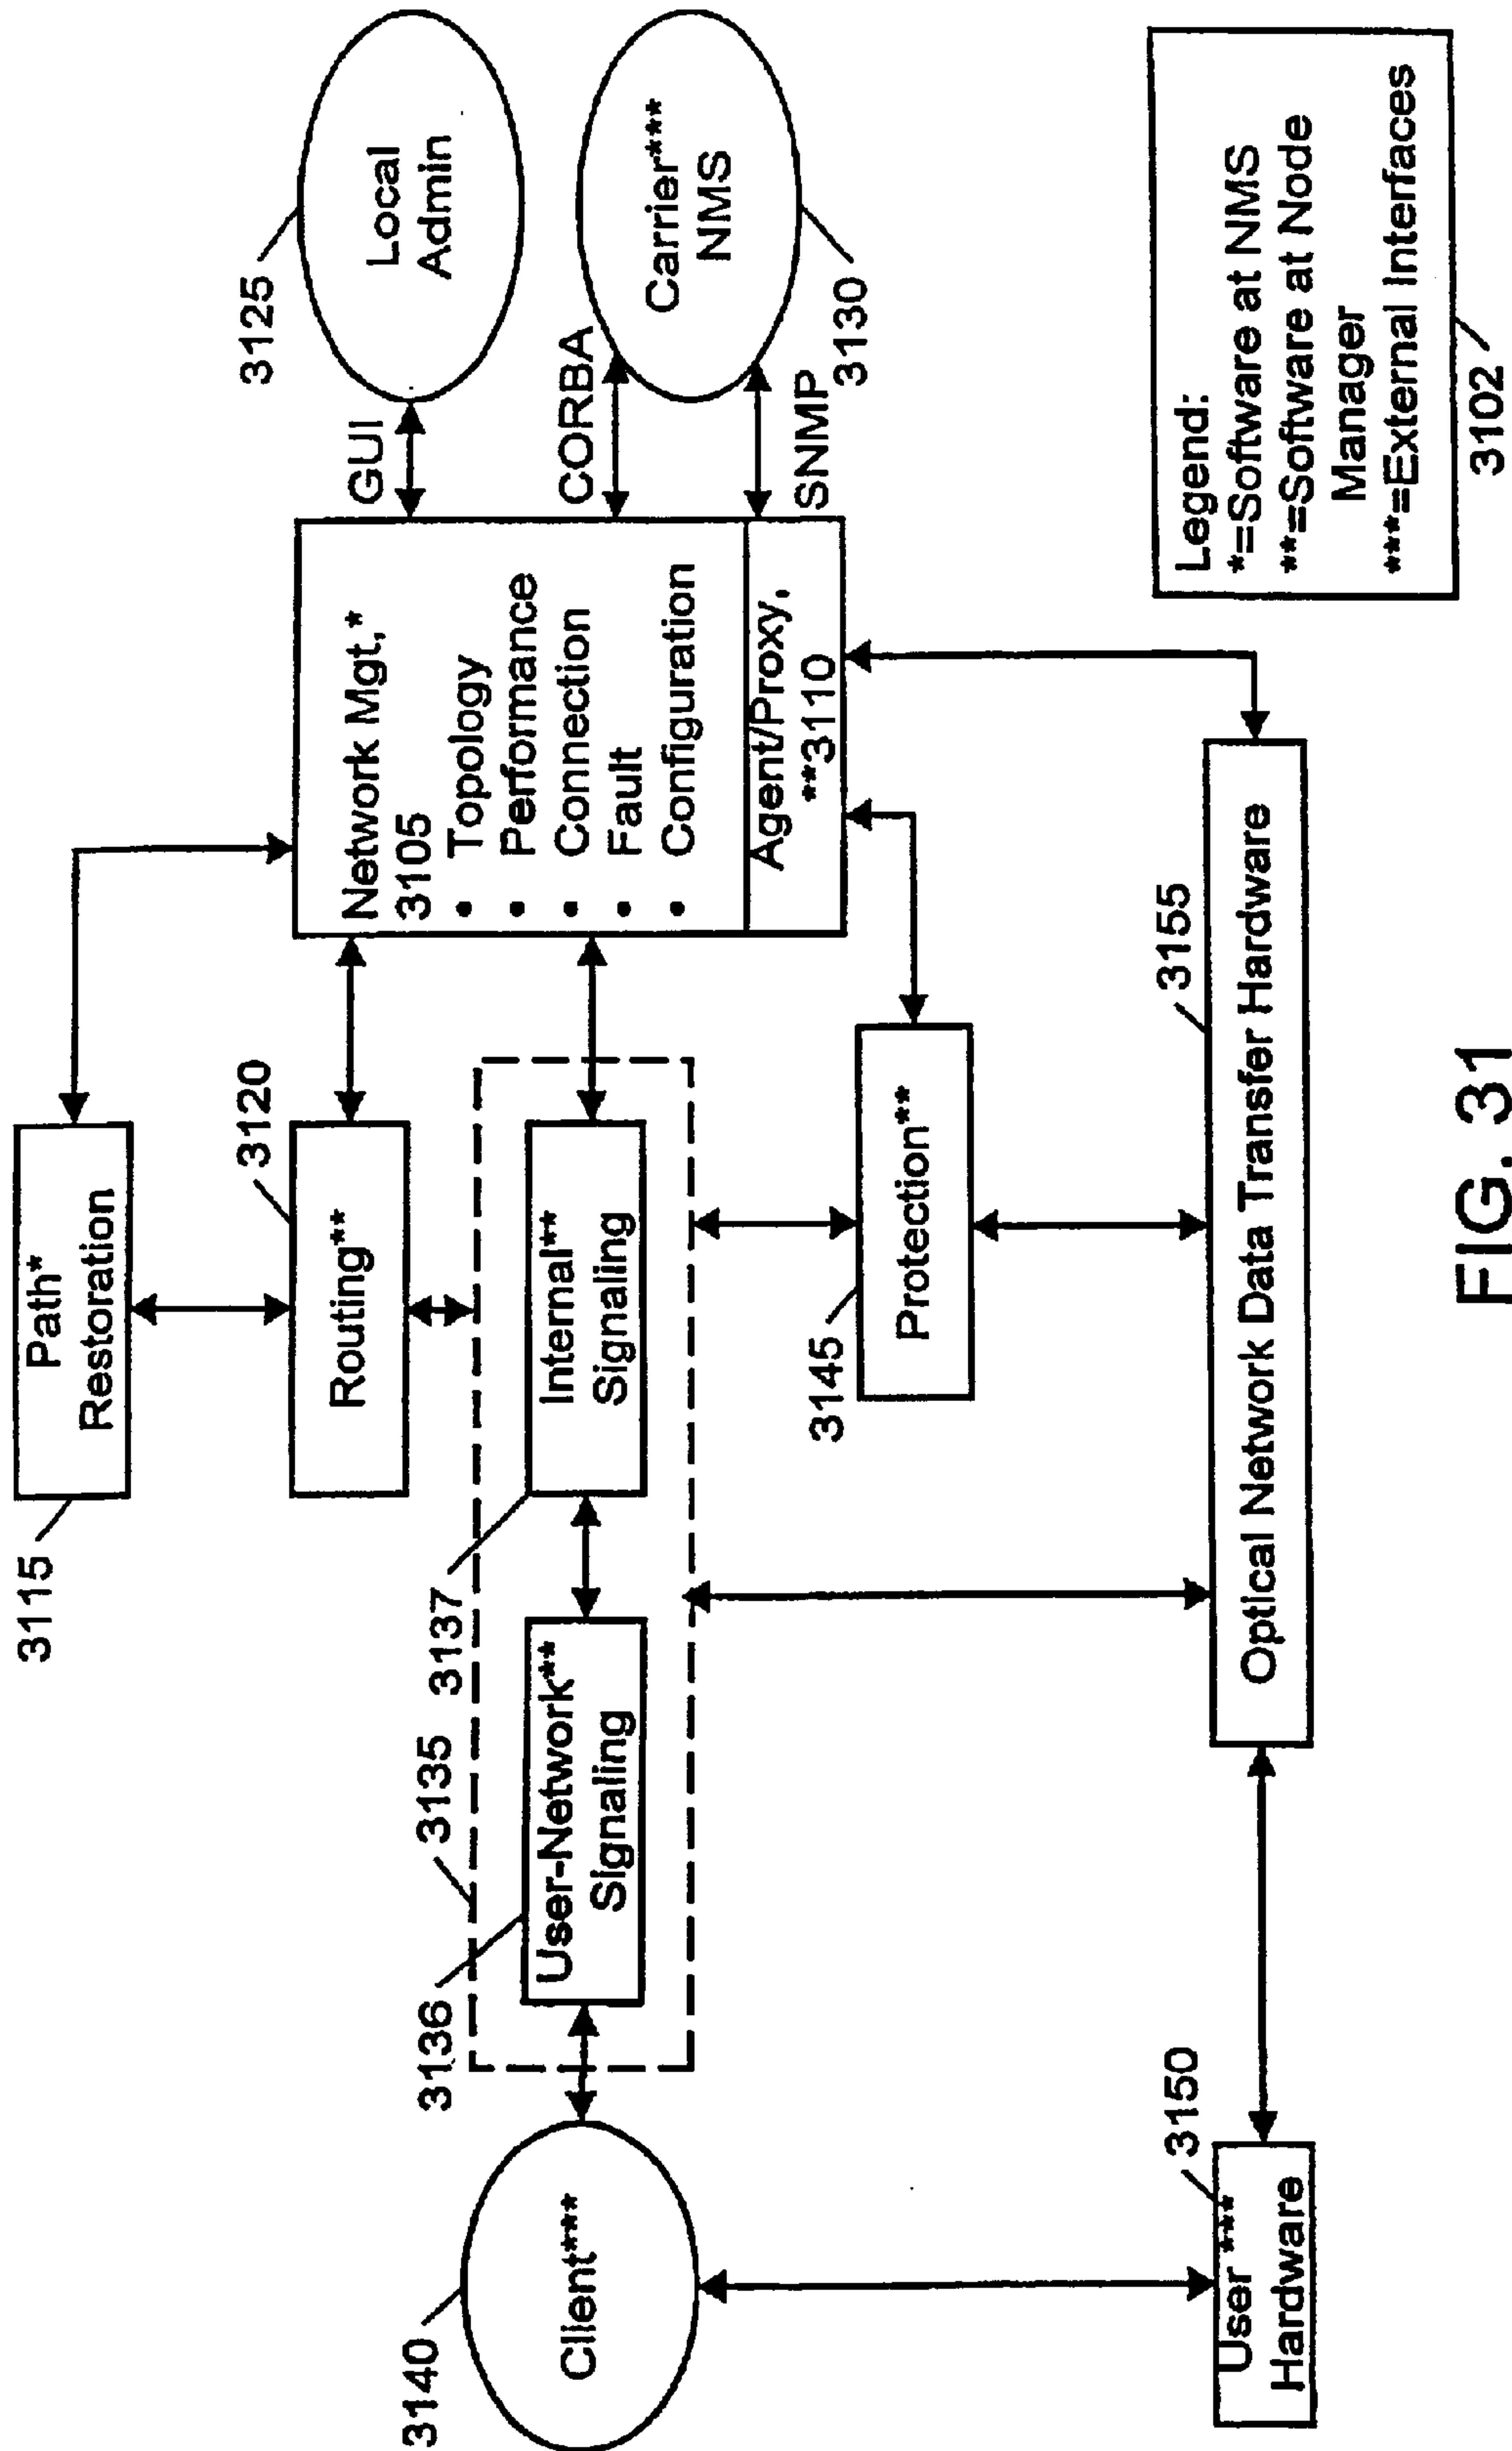 3115
Path*
Restoration
3120
Routing**
3135
3136
User-Network**
Signaling
3137
Internal**
Signaling
3140
Client***
Network Mgt.*
3105
• Topology
• Performance
• Connection
• Fault
• Configuration
Agent/Proxy,
**3110
GUI
CORBA
SNMP
3125
Local
Admin
Carrier***
NMS
3130
3145
Protection**
3150
User ***
Hardware
3155
Optical Network Data Transfer Hardware
Legend:
*=Software at NMS
**=Software at Node
Manager
***=External Interfaces
3102
FIG. 31